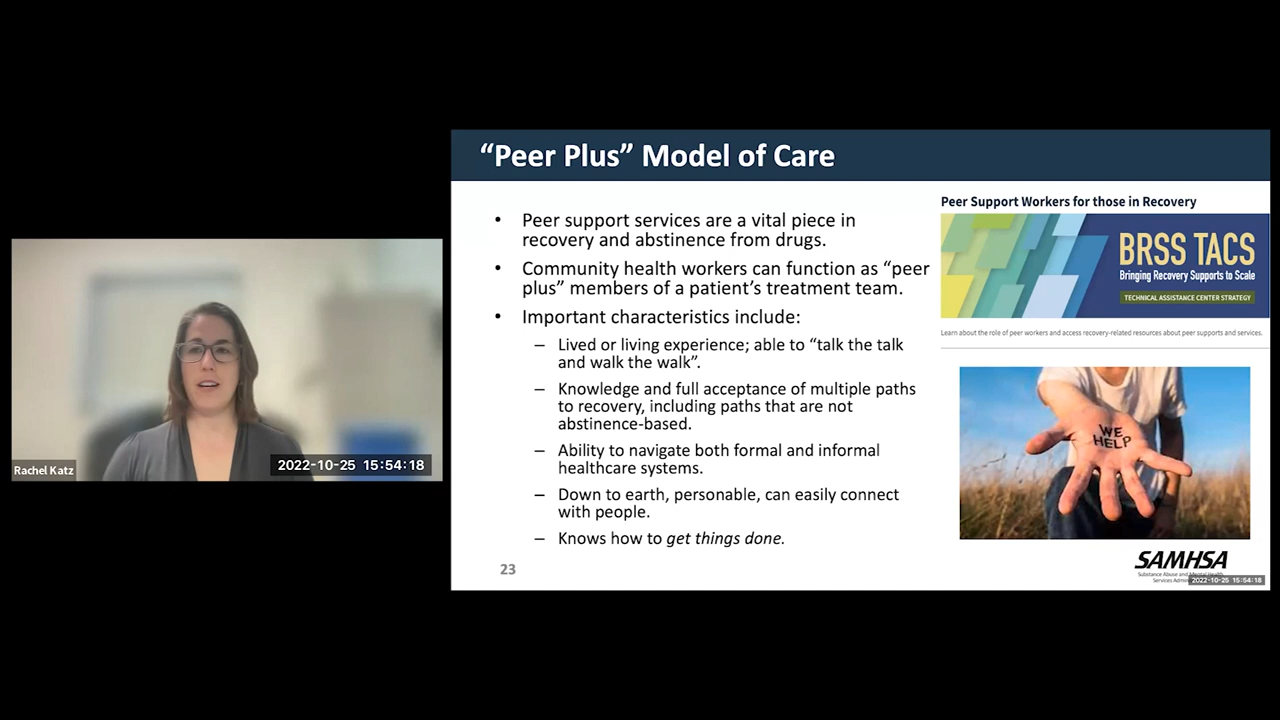 “Peer Plus” Model of Care
• Peer support services are a vital piece in
recovery and abstinence from drugs.
• Community health workers can function as “peer
plus” members of a patient’s treatment team.
• Important characteristics include:
– Lived or living experience; able to “talk the talk
and walk the walk”.
– Knowledge and full acceptance of multiple paths
to recovery, including paths that are not
abstinence-based.
– Ability to navigate both formal and informal
healthcare systems.
– Down to earth, personable, can easily connect
with people.
– Knows how to get things done.
23
Peer Support Workers for those in Recovery
BRSS TACS
Bringing Recovery Supports to Scale
TECHNICAL ASSISTANCE CENTER STRATEGY
Learn about the role of peer workers and access recovery-related resources about peer supports and services.
WE
HELP
SAMHSA
Substance Abuse and Mental Health
Services
2022-10-25 15:54:18
Rachel Katz
2022-10-25 15:54:18